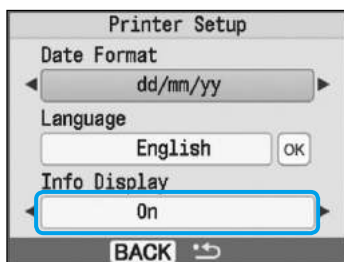 Printer Setup
Date Format
dd/mm/yy
Language
English OK
Info Display
On
BACK